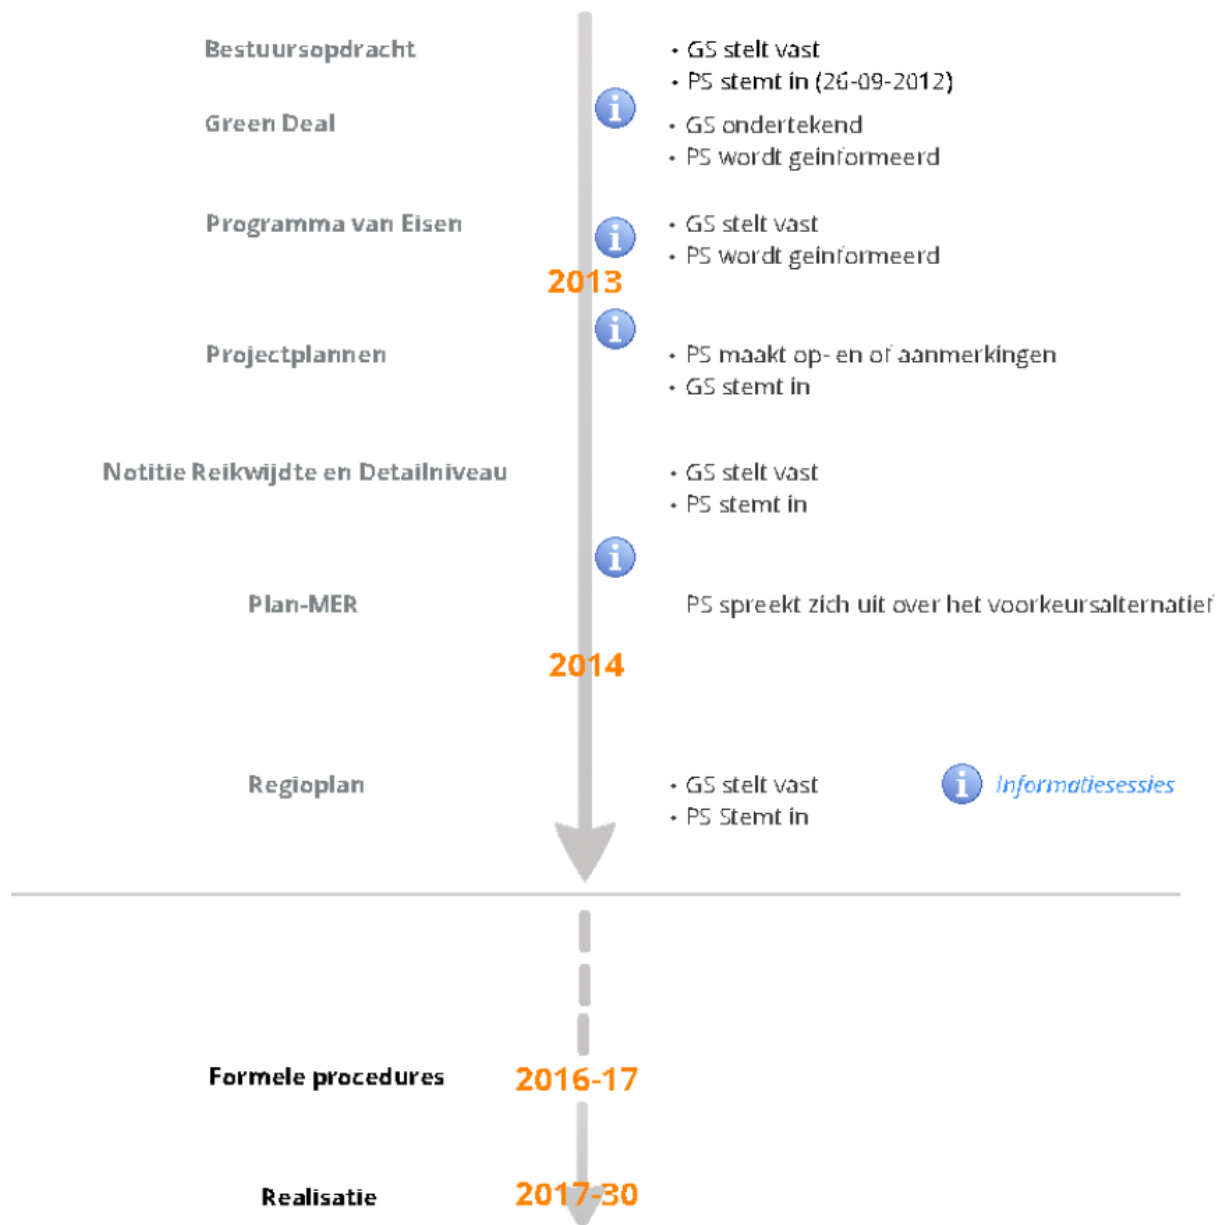 Bestuursopdracht
• GS stelt vast
• PS stemt in (26-09-2012)
Green Deal
• GS ondertekend
• PS wordt geinformeerd
Programma van Eisen
• GS stelt vast
• PS wordt geinformeerd
2013
Projectplannen
• PS maakt op- en of aanmerkingen
• GS stemt in
Notitie Reikwijdte en Detailniveau
• GS stelt vast
• PS stemt in
Plan-MER
PS spreekt zich uit over het voorkeursalternatief
2014
Regioplan
• GS stelt vast
• PS Stemt in
i Informatiesessies
Formele procedures
2016-17
Realisatie
2017-30